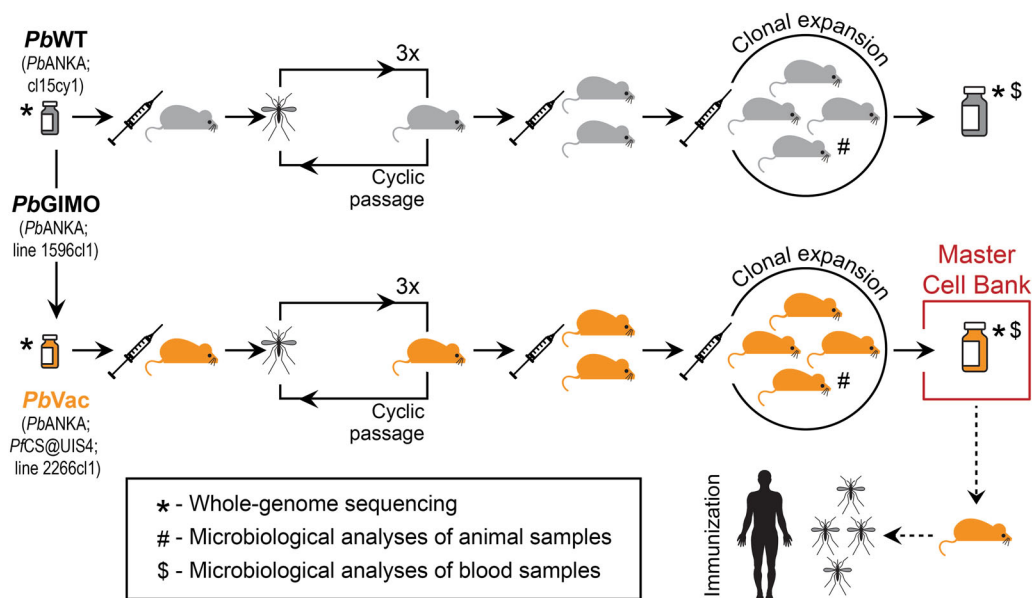 PbWT
(PbANKA;
cl15cy1)
*
3x
Cyclic
passage
Clonal expansion
#
* $
PbGIMO
(PbANKA;
line 1596cl1)
*
PbVac
(PbANKA;
PfCS@UIS4;
line 2266cl1)
3x
Cyclic
passage
Clonal expansion
#
Master
Cell Bank
* $
* - Whole-genome sequencing
# - Microbiological analyses of animal samples
$ - Microbiological analyses of blood samples
Immunization